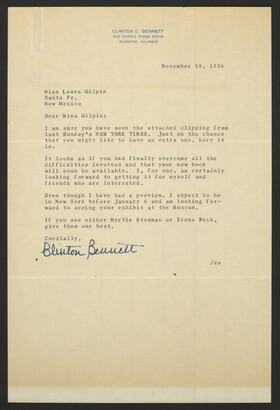 CLINTON C. BENNETT
GLENVIEW, ILLINOIS
November 19, 1956
Miss Laura Gilpin
Santa Fe,
New Mexico
Dear Miss Gilpin:
I am sure you have seen the attached clipping from
last Sunday's NEW YORK TIMES. Just on the chance
that you might like to have an extra one, here it
is.
It looks as if you had finally overcome all the
difficulties involved and that your new book
will soon be available. I, for one, am certainly
looking forward to getting it for myself and
friends who are interested.
Even though I have had a preview, I expect to be
in New York before January 6 and am looking for-
ward to seeing your exhibit at the Museum.
If you see either Myrtle Stedman or Irene Peck,
give them our best.
Cordially,
Clinton Bennett